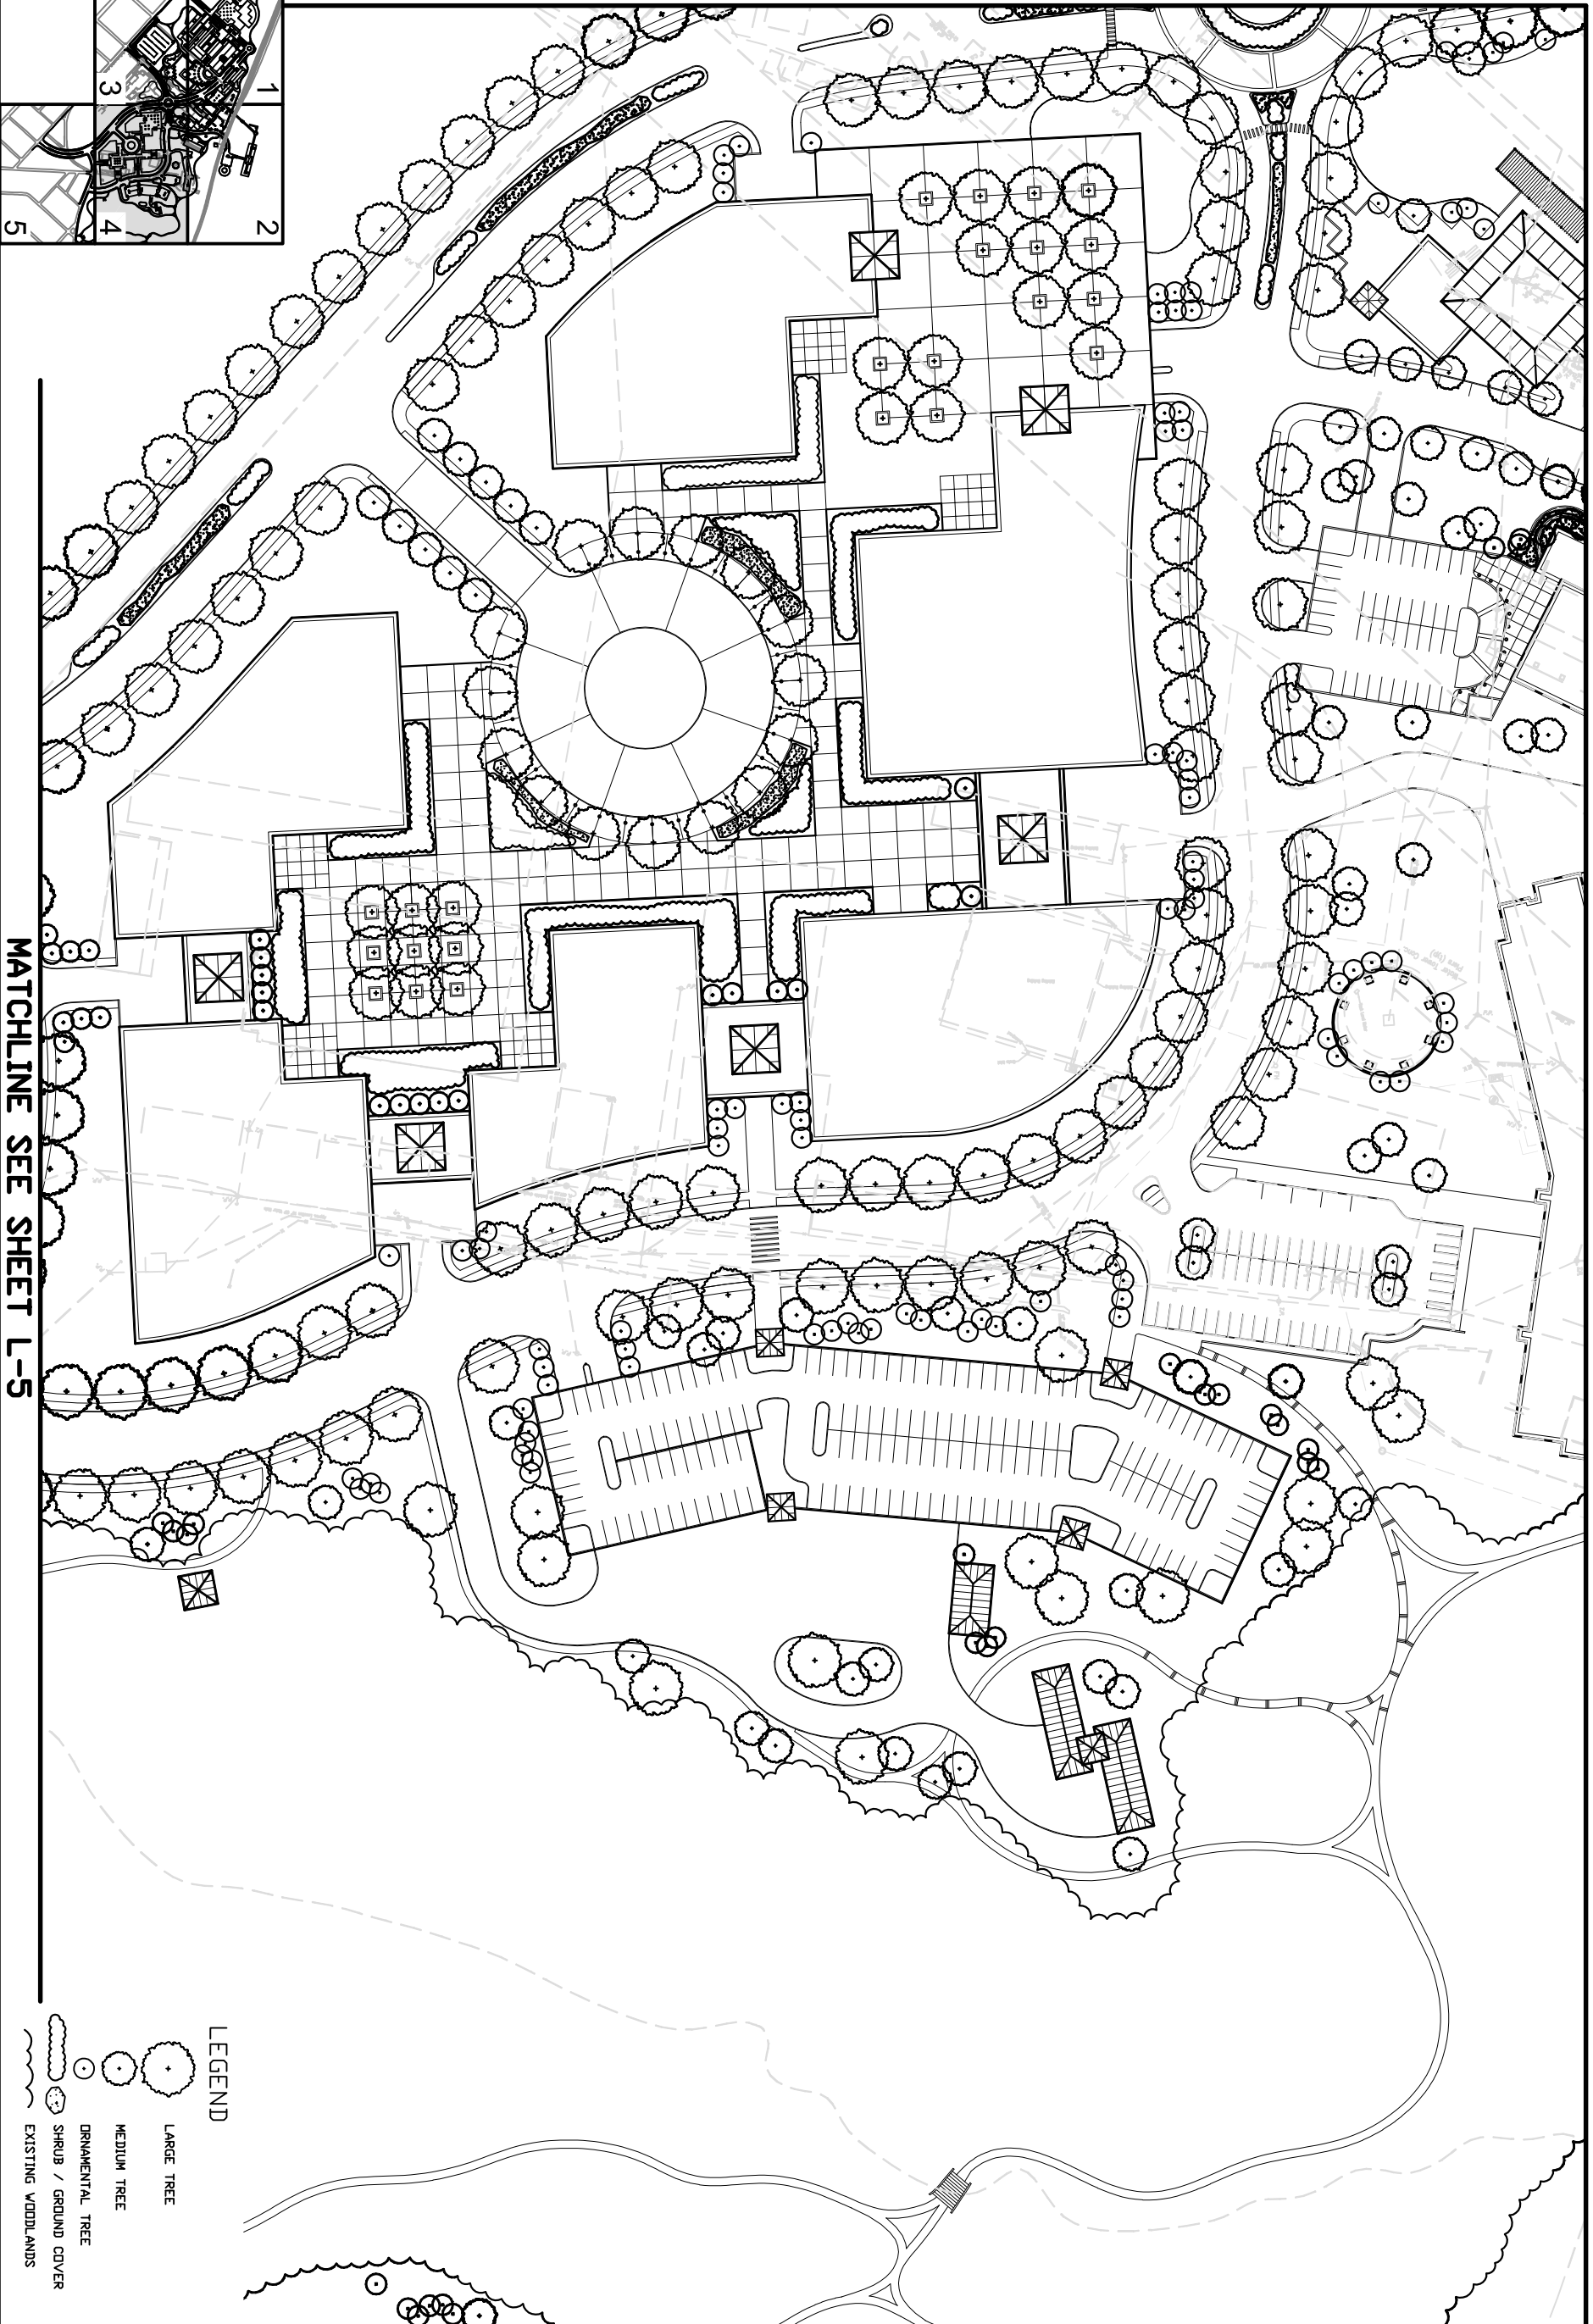 1
2
3
4
5
MATCHLINE SEE SHEET L-5
LEGEND
LARGE TREE
MEDIUM TREE
ORNAMENTAL TREE
SHRUB / GROUND COVER
EXISTING WOODLANDS